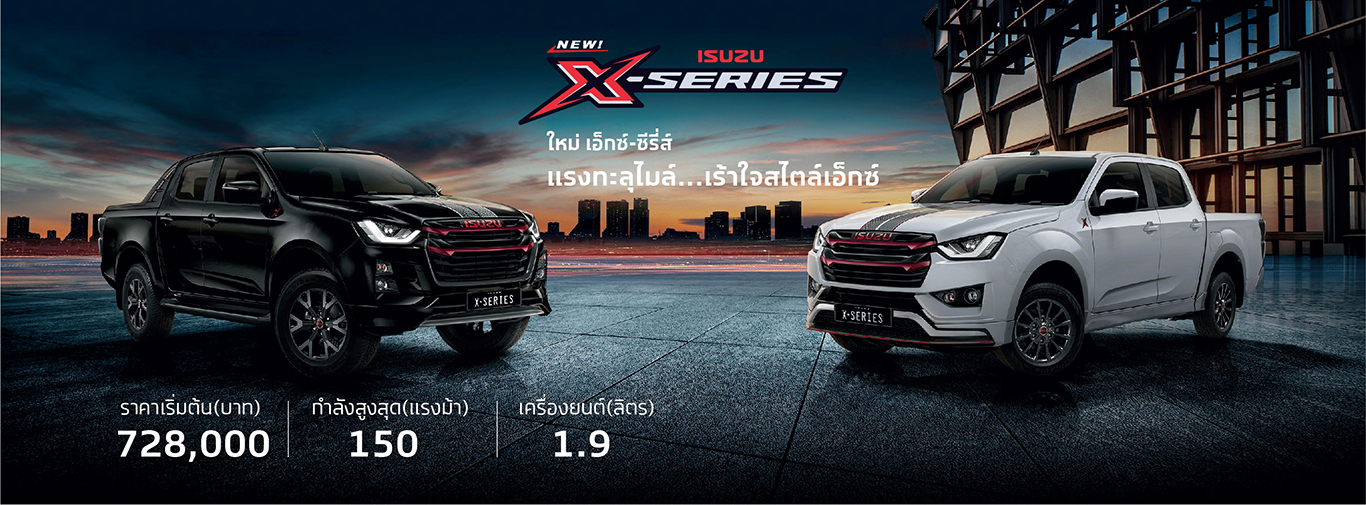 NEW!
ISUZU
X-SERIES
ใหม่ เอ็กซ์-ซีรี่ส์
แรงทะลุไมล์...เร้าใจสไตล์เอ็กซ์
ISUZU
X-SERIES
ISUZU
X
X-SERIES
ราคาเริ่มต้น(บาท)
728,000
กำลังสูงสุด(แรงม้า)
150
เครื่องยนต์(ลิตร)
1.9